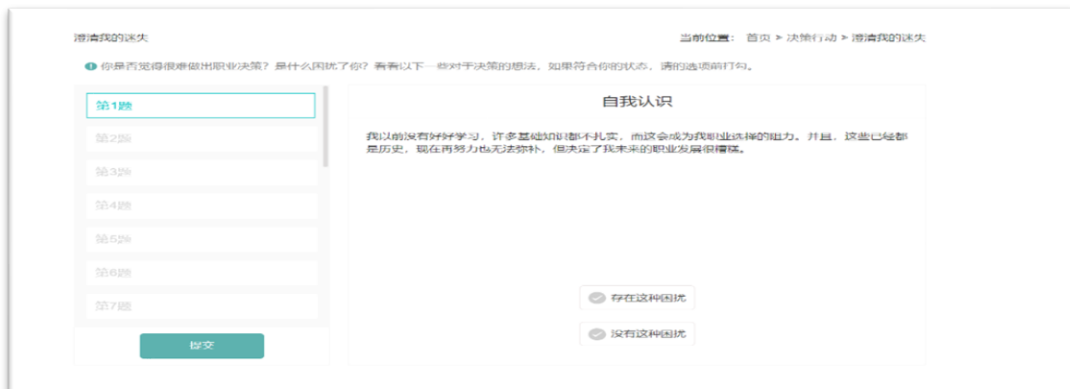 澄清我的迷失
当前位置： 首页 > 决策行动 > 澄清我的迷失
你是否觉得很难做出职业决策？是什么困扰了你？看看以下一些对于决策的想法，如果符合你的状态，请的选项前打勾。
第1题
第2题
第3题
第4题
第5题
第6题
第7题
提交
自我认识
我以前没有好好学习，许多基础知识都不扎实，而这会成为我职业选择的阻力。并且，这些已经都
是历史，现在再努力也无法弥补，但决定了我未来的职业发展很糟糕。
存在这种困扰
没有这种困扰